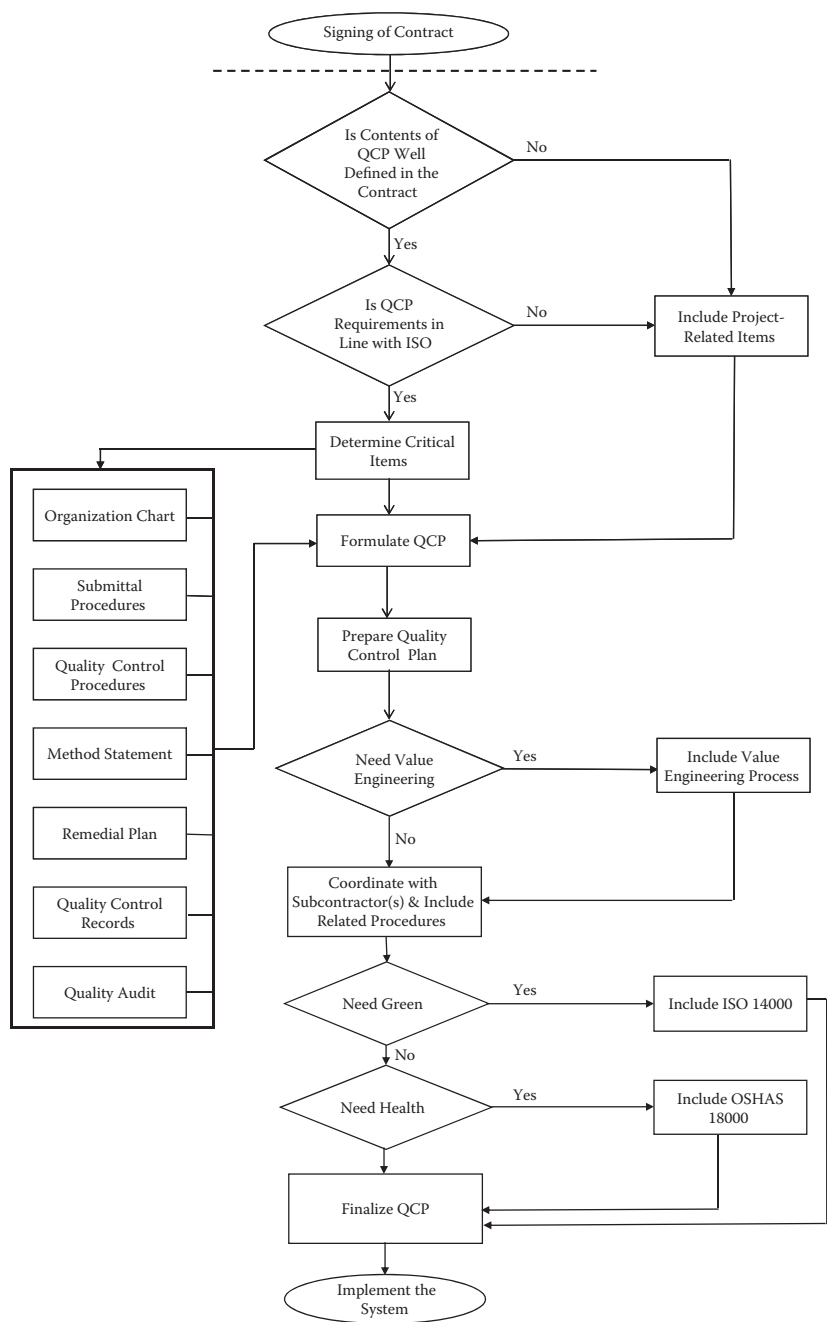 Signing of Contract
Is Contents of
QCP Well
Defined in the
Contract
No
Yes
Is QCP
Requirements in
Line with ISO
No
Include Project-
Related Items
Yes
Determine Critical
Items
Organization Chart
Formulate QCP
Submittal
Procedures
Prepare Quality
Control Plan
Quality Control
Procedures
Method Statement
Need Value
Engineering
Yes
Include Value
Engineering Process
Remedial Plan
No
Coordinate with
Subcontractor(s) & Include
Related Procedures
Quality Control
Records
Quality Audit
Need Green
Yes
Include ISO 14000
No
Need Health
Yes
Include OSHAS
18000
Finalize QCP
Implement the
System